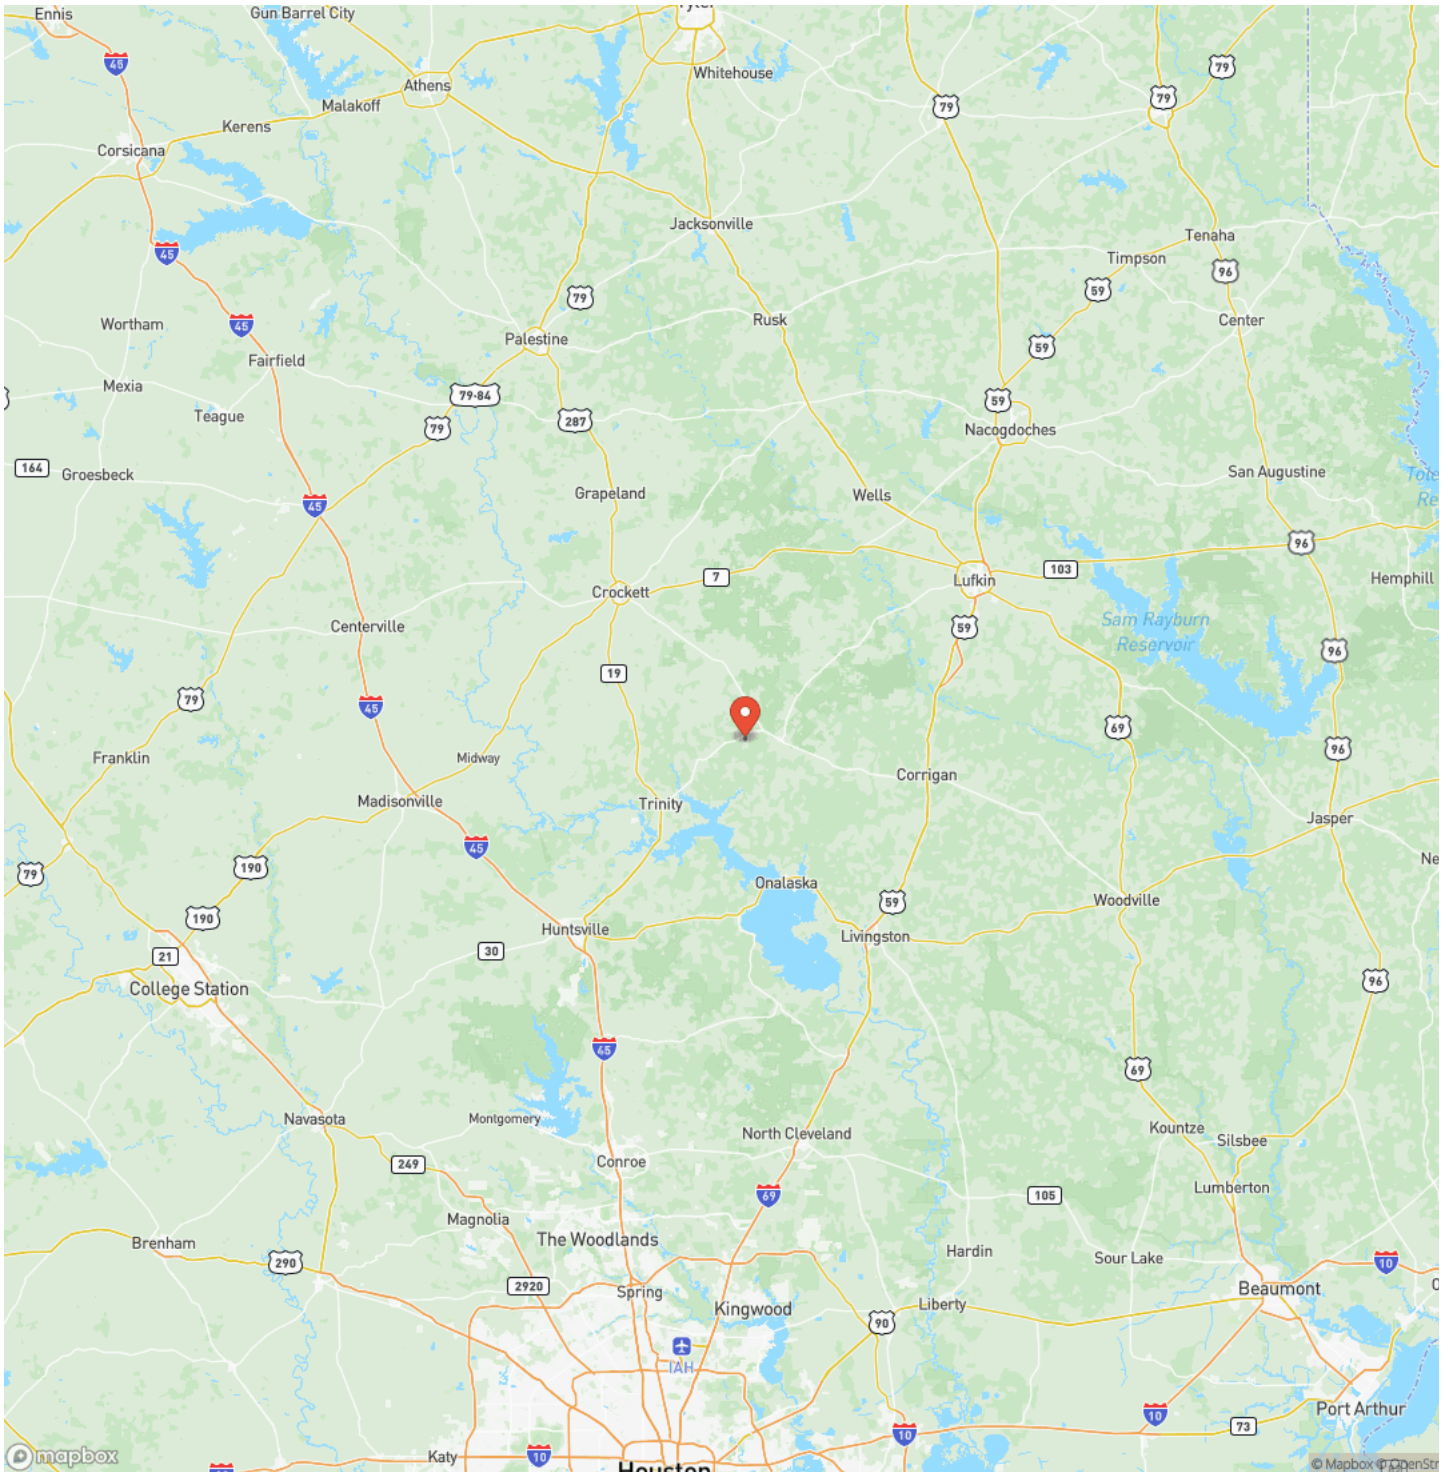 Ennis
Gun Barrel City
Tyler
45
Athens
Whitehouse
79
79
79
Malakoff
Kerens
Corsicana
Jacksonville
Tenaha
45
Timpson
96
59
79
Wortham
45
Rusk
Center
Palestine
59
Fairfield
Mexia
79-84
59
Teague
287
79
Nacogdoches
164
Groesbeck
San Augustine
Grapeland
Wells
45
96
7
103
Lufkin
Hemphill
Crockett
Centerville
59
Sam Rayburn
Reservoir
96
19
79
45
69
96
Franklin
Midway
Corrigan
Madisonville
Trinity
Jasper
45
190
79
Onalaska
59
Woodville
190
Huntsville
Livingston
21
30
College Station
96
45
69
Navasota
Montgomery
North Cleveland
Kountze
Silsbee
Conroe
249
69
105
Lumberton
Magnolia
The Woodlands
Brenham
Hardin
Sour Lake
290
10
2920
Spring
Beaumont
Kingwood
Liberty
90
IAH
Port Arthur
10
73
10
Katy
10
mapbox
Houston
© Mapbox © OpenStr